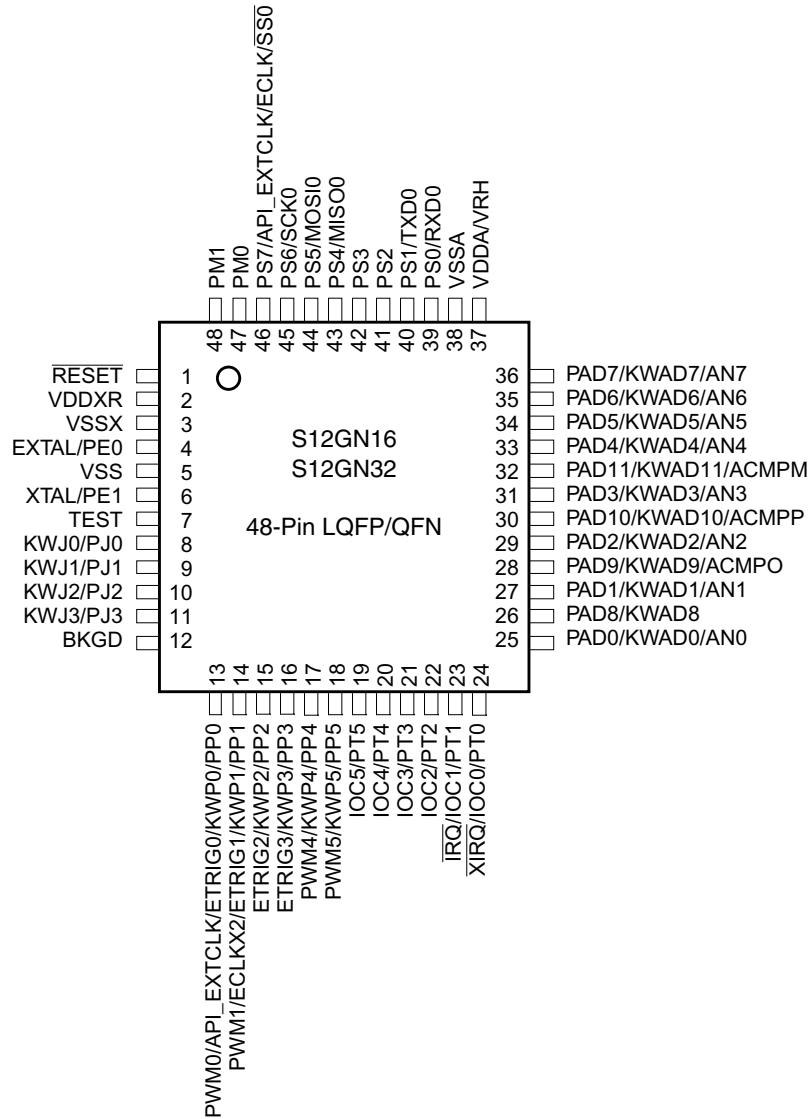 PM1
PM0
PS7/API_EXTCLK/ECLK/SS0
PS6/SCK0
PS5/MOSI0
PS4/MISO0
PS3
PS2
PS1/TXD0
PS0/RXD0
VSSA
VDDA/VRH
48
47
46
45
44
43
42
41
40
39
38
37
RESET 1
VDDXR 2
VSSX 3
EXTAL/PE0 4
VSS 5
XTAL/PE1 6
TEST 7
KWJ0/PJ0 8
KWJ1/PJ1 9
KWJ2/PJ2 10
KWJ3/PJ3 11
BKGD 12
S12GN16
S12GN32
48-Pin LQFP/QFN
36 PAD7/KWAD7/AN7
35 PAD6/KWAD6/AN6
34 PAD5/KWAD5/AN5
33 PAD4/KWAD4/AN4
32 PAD11/KWAD11/ACMPM
31 PAD3/KWAD3/AN3
30 PAD10/KWAD10/ACMPP
29 PAD2/KWAD2/AN2
28 PAD9/KWAD9/ACMPO
27 PAD1/KWAD1/AN1
26 PAD8/KWAD8
25 PAD0/KWAD0/AN0
13
14
15
16
17
18
19
20
21
22
23
24
PWM0/API_EXTCLK/ETRIG0/KWP0/PP0
PWM1/ECLKX2/ETRIG1/KWP1/PP1
ETRIG2/KWP2/PP2
ETRIG3/KWP3/PP3
PWM4/KWP4/PP4
PWM5/KWP5/PP5
IOC5/PT5
IOC4/PT4
IOC3/PT3
IOC2/PT2
IRQ/IOC1/PT1
XIRQ/IOC0/PT0